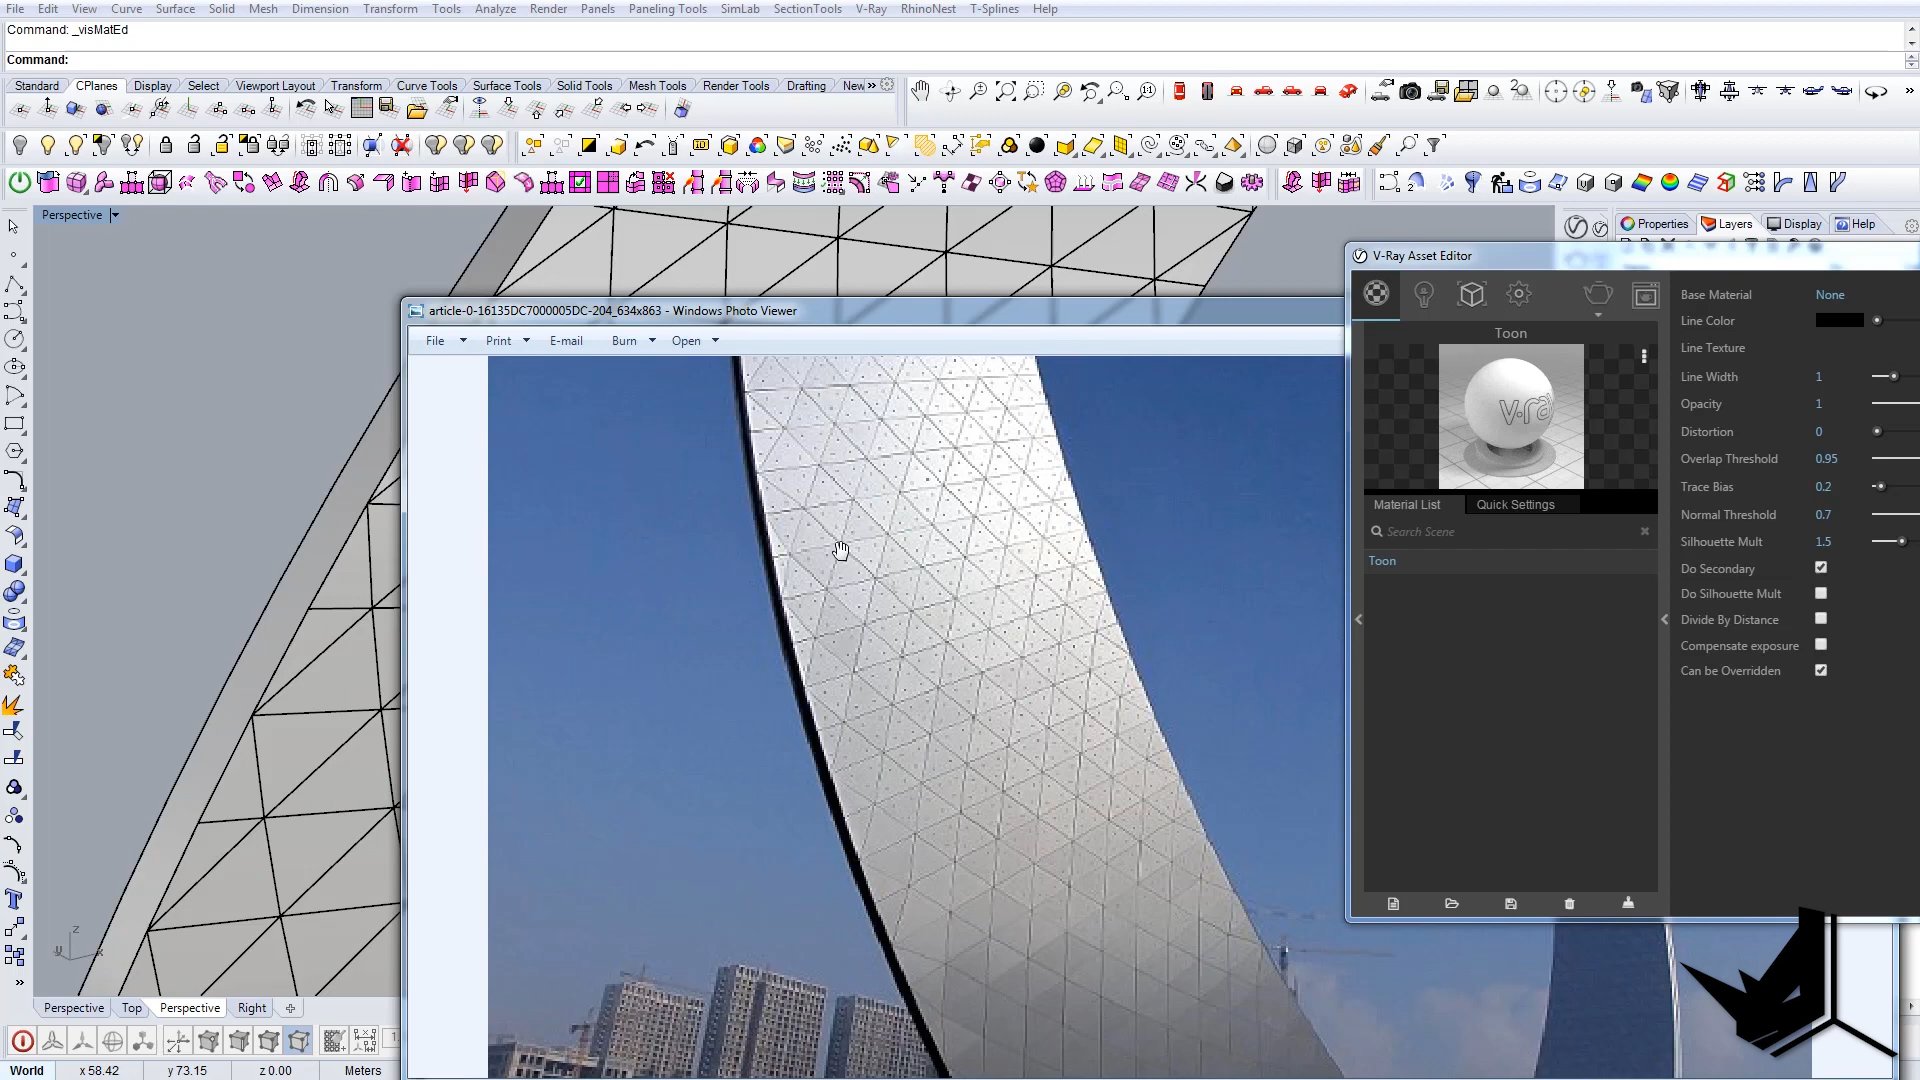 File Edit View Curve Surface Solid Mesh Dimension Transform Tools Analyze Render Panels Paneling Tools SimLab SectionTools V-Ray RhinoNest T-Splines Help
Command: _visMatEd
Command:
Standard CPlanes Display Select Viewport Layout Transform Curve Tools Surface Tools Solid Tools Mesh Tools Render Tools Drafting New »
Perspective
Properties Layers Display Help
V-Ray Asset Editor
article-0-16135DC7000005DC-204_634x863 - Windows Photo Viewer
File Print E-mail Burn Open
Toon
v-ra
Material List Quick Settings
Search Scene
Toon
Base Material None
Line Color
Line Texture
Line Width 1
Opacity 1
Distortion 0
Overlap Threshold 0.95
Trace Bias 0.2
Normal Threshold 0.7
Silhouette Mult 1.5
Do Secondary
Do Silhouette Mult
Divide By Distance
Compensate exposure
Can be Overridden
z
y x
Perspective Top Perspective Right
World x 58.42 y 73.15 z 0.00 Meters